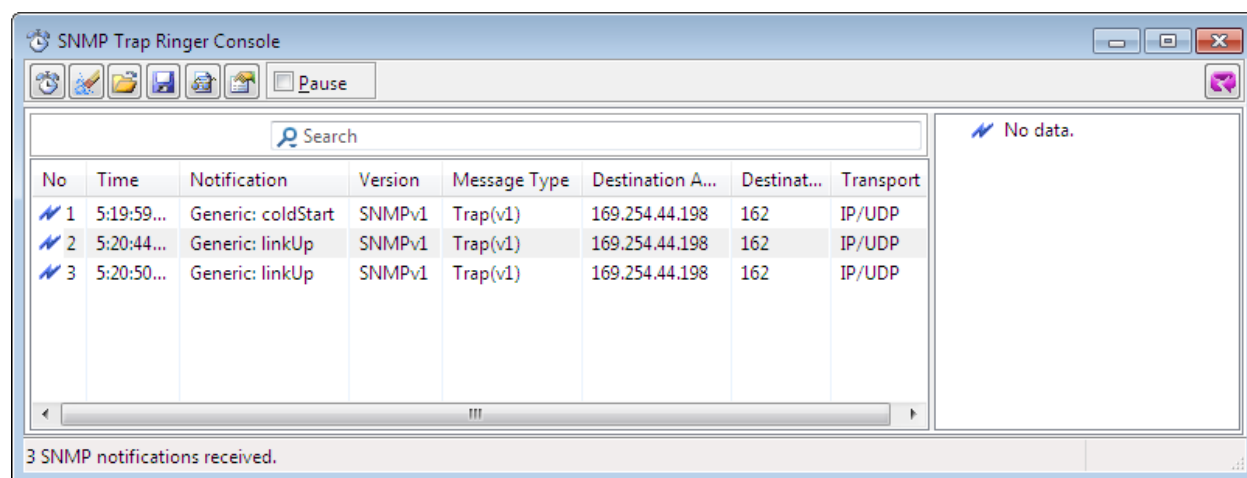 SNMP Trap Ringer Console
Pause
Search
No data.
No Time Notification Version Message Type Destination A... Destinat... Transport
1 5:19:59... Generic: coldStart SNMPv1 Trap(v1) 169.254.44.198 162 IP/UDP
2 5:20:44... Generic: linkUp SNMPv1 Trap(v1) 169.254.44.198 162 IP/UDP
3 5:20:50... Generic: linkUp SNMPv1 Trap(v1) 169.254.44.198 162 IP/UDP
3 SNMP notifications received.